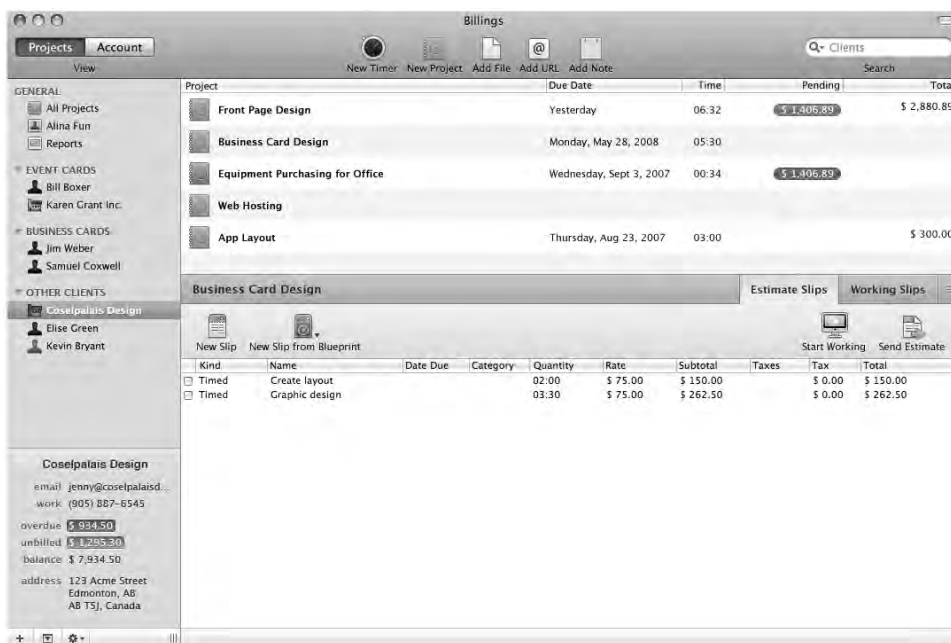 Billings
Projects Account
View
New Timer New Project Add File Add URL Add Note
Clients
Search
GENERAL
All Projects
Alina Fun
Reports
EVENT CARDS
Bill Boxer
Karen Grant Inc.
BUSINESS CARDS
Jim Weber
Samuel Coxwell
OTHER CLIENTS
Coselpalais Design
Elise Green
Kevin Bryant
Project Due Date Time Pending Tota
Front Page Design Yesterday 06:32 $ 1,406.89 $ 2,880.89
Business Card Design Monday, May 28, 2008 05:30
Equipment Purchasing for Office Wednesday, Sept 3, 2007 00:34 $ 1,406.89
Web Hosting
App Layout Thursday, Aug 23, 2007 03:00 $ 300.00
Business Card Design Estimate Slips Working Slips
New Slip New Slip from Blueprint Start Working Send Estimate
Kind Name Date Due Category Quantity Rate Subtotal Taxes Tax Total
Timed Create layout 02:00 $ 75.00 $ 150.00 $ 0.00 $ 150.00
Timed Graphic design 03:30 $ 75.00 $ 262.50 $ 0.00 $ 262.50
Coselpalais Design
email jenny@coselpalaisd...
work (905) 887-6545
overdue $ 934.50
unbilled $ 1,295.30
balance $ 7,934.50
address 123 Acme Street
Edmonton, AB
AB T5J, Canada